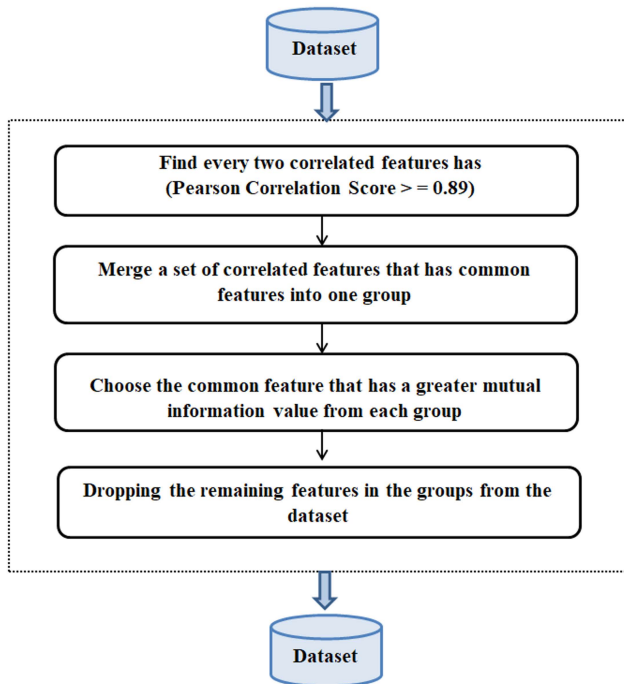 Dataset
Find every two correlated features has
(Pearson Correlation Score > = 0.89)
Merge a set of correlated features that has common
features into one group
Choose the common feature that has a greater mutual
information value from each group
Dropping the remaining features in the groups from the
dataset
Dataset